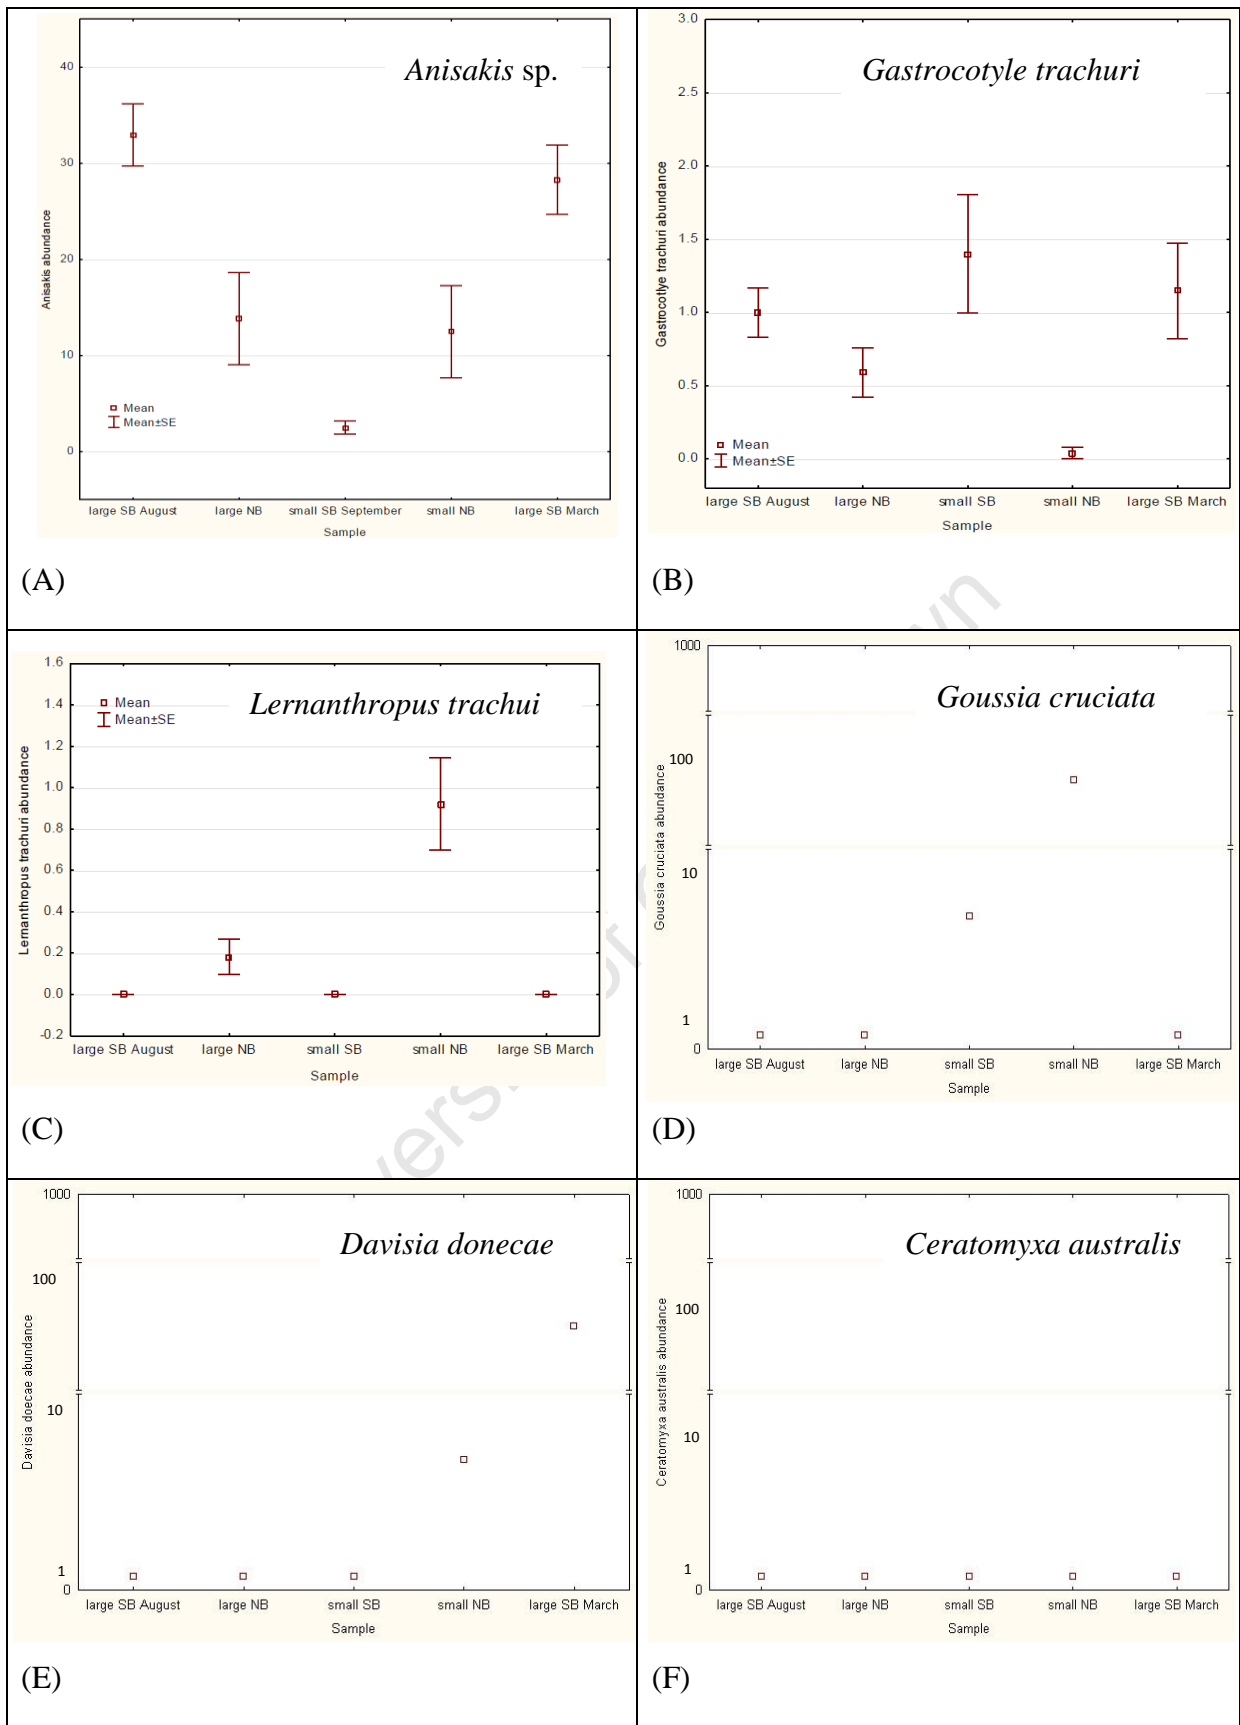 Anisakis sp.
40
30
20
10
0
Anisakis abundance
Mean
Mean±SE
large SB August large NB small SB September small NB large SB March
Sample
(A)
Gastrocotyle trachuri
3.0
2.5
2.0
1.5
1.0
0.5
0.0
Gastrocotlye trachuri abundance
Mean
Mean±SE
large SB August large NB small SB small NB large SB March
Sample
(B)
Lernanthropus trachui
1.6
1.4
1.2
1.0
0.8
0.6
0.4
0.2
0.0
-0.2
Lernanthropus trachuri abundance
Mean
Mean±SE
large SB August large NB small SB small NB large SB March
Sample
(C)
Goussia cruciata
1000
100
10
1
0
Goussia cruciata abundance
large SB August large NB small SB small NB large SB March
Sample
(D)
Davisia donecae
1000
100
10
1
0
Davisia doecae abundance
large SB August large NB small SB small NB large SB March
Sample
(E)
Ceratomyxa australis
1000
100
10
1
0
Ceratomyxa australis abundance
large SB August large NB small SB small NB large SB March
Sample
(F)